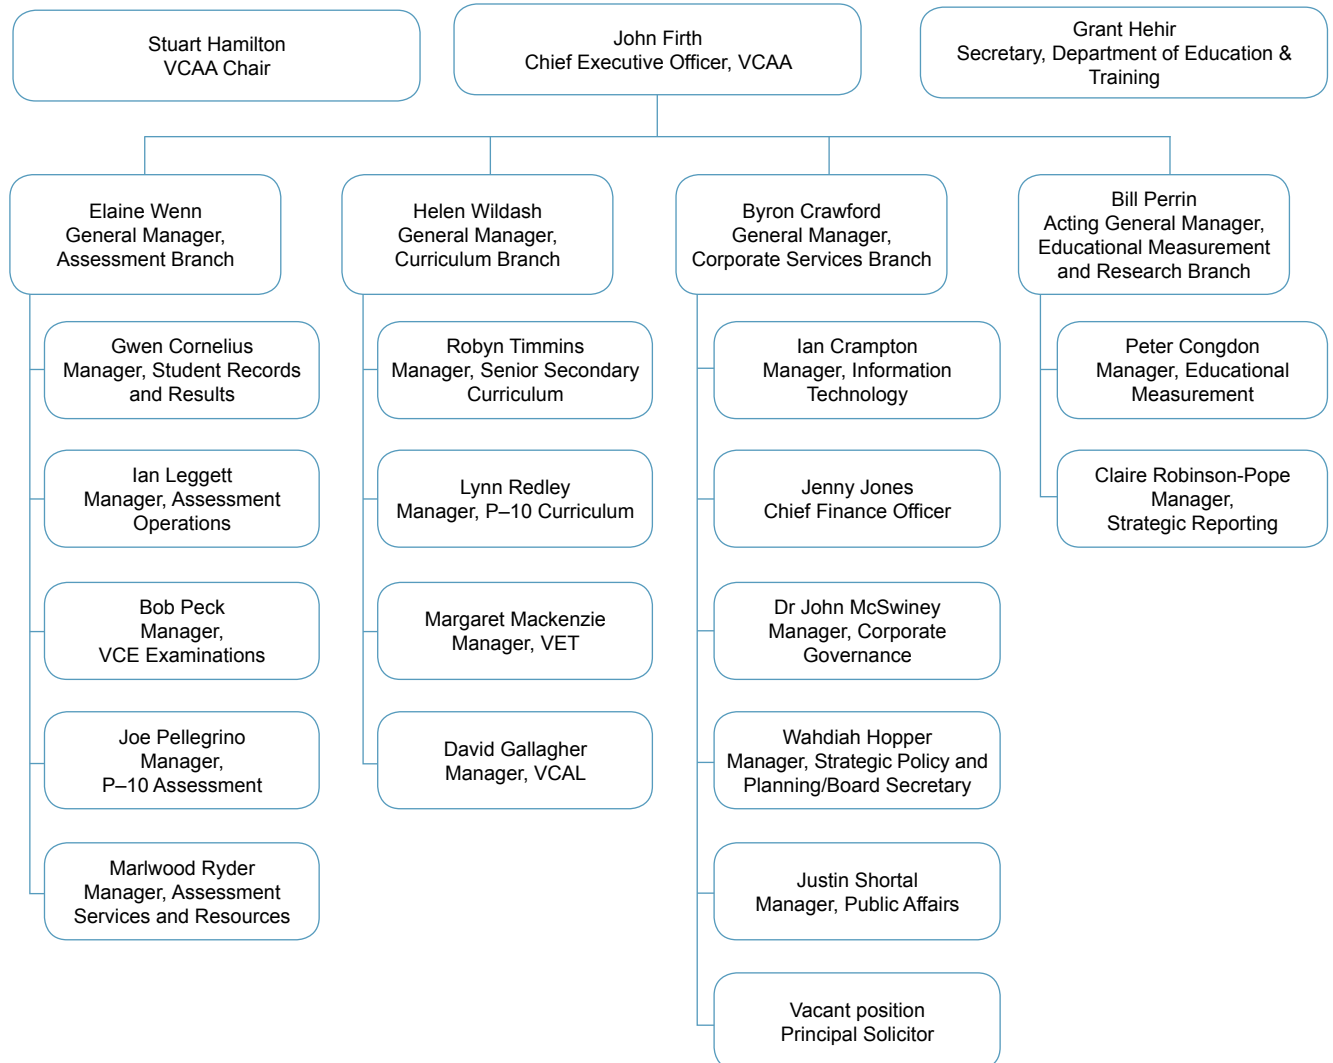 Stuart Hamilton
VCAA Chair
John Firth
Chief Executive Officer, VCAA
Grant Hehir
Secretary, Department of Education &
Training
Elaine Wenn
General Manager,
Assessment Branch
Helen Wildash
General Manager,
Curriculum Branch
Byron Crawford
General Manager,
Corporate Services Branch
Bill Perrin
Acting General Manager,
Educational Measurement
and Research Branch
Gwen Cornelius
Manager, Student Records
and Results
Ian Leggett
Manager, Assessment
Operations
Bob Peck
Manager,
VCE Examinations
Joe Pellegrino
Manager,
P–10 Assessment
Marlwood Ryder
Manager, Assessment
Services and Resources
Robyn Timmins
Manager, Senior Secondary
Curriculum
Lynn Redley
Manager, P–10 Curriculum
Margaret Mackenzie
Manager, VET
David Gallagher
Manager, VCAL
Ian Crampton
Manager, Information
Technology
Jenny Jones
Chief Finance Officer
Dr John McSwiney
Manager, Corporate
Governance
Wahdiah Hopper
Manager, Strategic Policy and
Planning/Board Secretary
Justin Shortal
Manager, Public Affairs
Vacant position
Principal Solicitor
Peter Congdon
Manager, Educational
Measurement
Claire Robinson-Pope
Manager,
Strategic Reporting